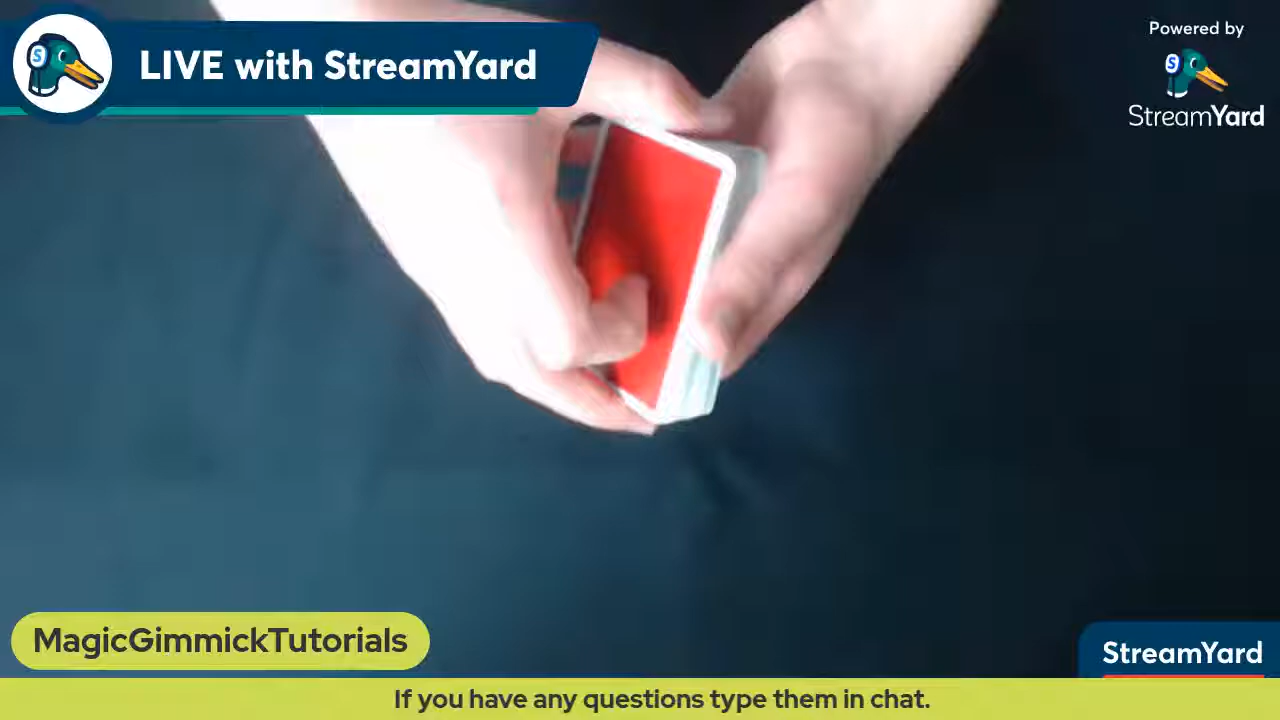 LIVE with StreamYard
Powered by
StreamYard
MagicGimmickTutorials
StreamYard
If you have any questions type them in chat.